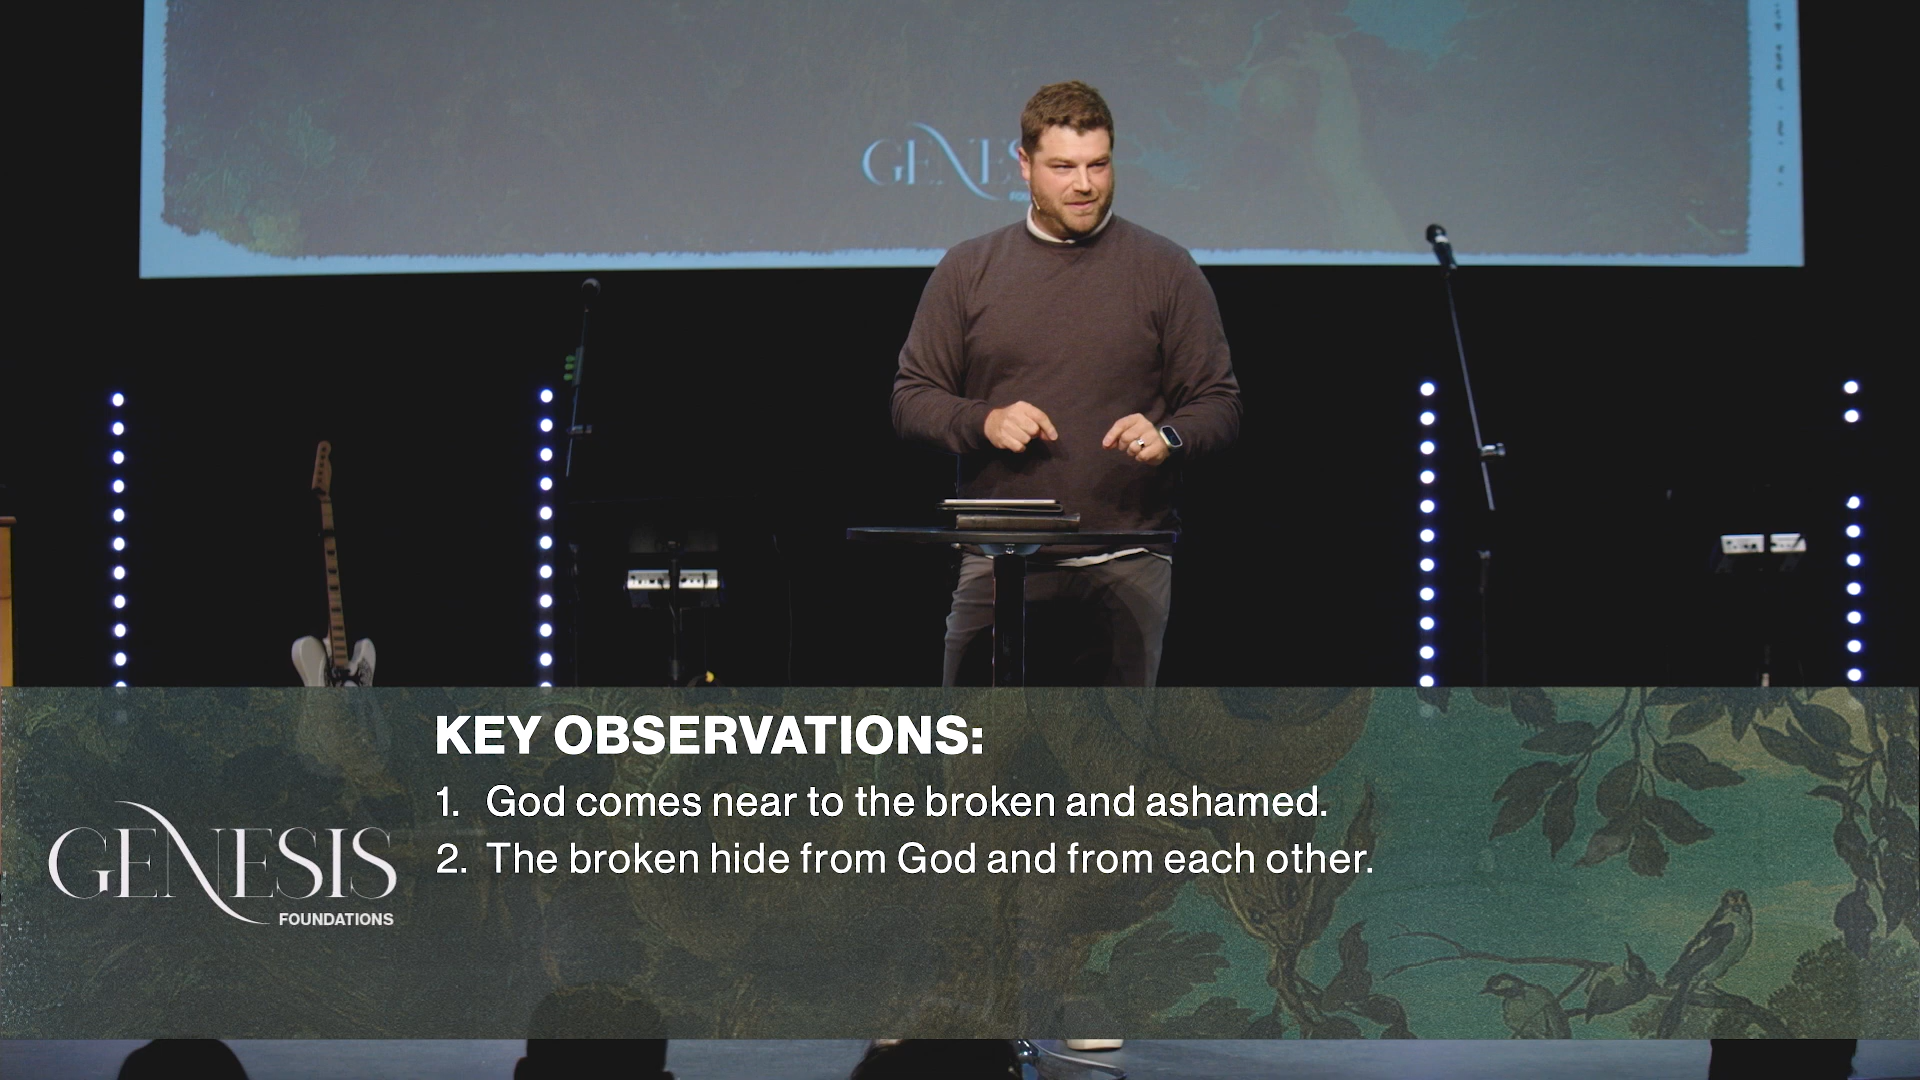 GENES
KEY OBSERVATIONS:
1. God comes near to the broken and ashamed.
2. The broken hide from God and from each other.
GENESIS
FOUNDATIONS